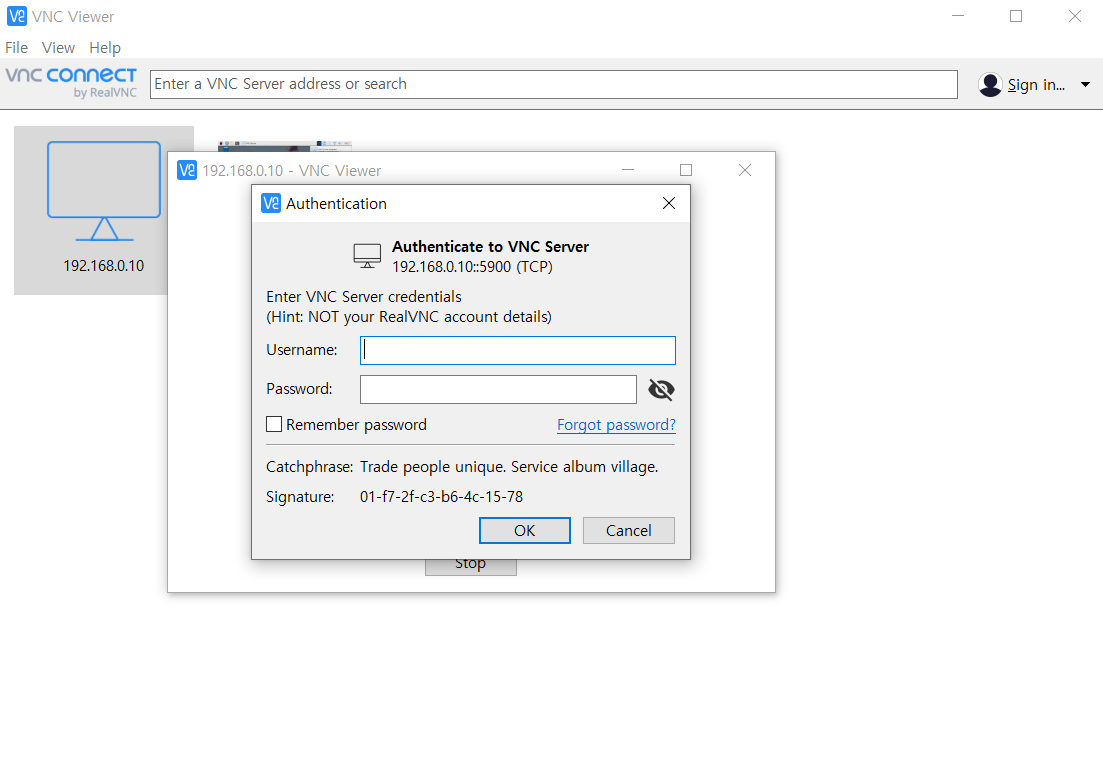 VNC Viewer
File View Help
vnc connect
by RealVNC
Enter a VNC Server address or search
Sign in...
192.168.0.10
192.168.0.10 - VNC Viewer
Authentication
Authenticate to VNC Server
192.168.0.10::5900 (TCP)
Enter VNC Server credentials
(Hint: NOT your RealVNC account details)
Username:
Password:
Remember password
Forgot password?
Catchphrase: Trade people unique. Service album village.
Signature: 01-f7-2f-c3-b6-4c-15-78
OK
Cancel
Stop